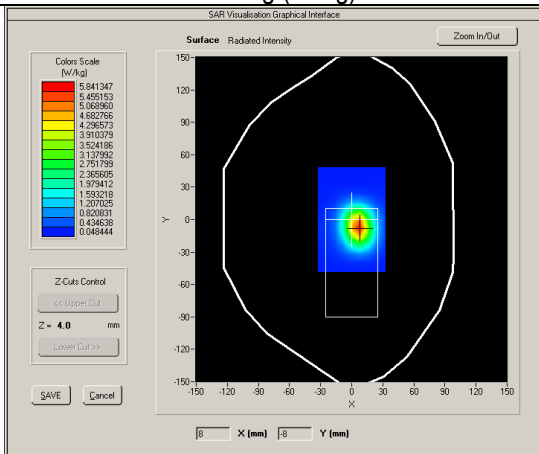 SAR Visualisation Graphical Interface
Surface Radiated Intensity
Zoom In/Out
Colors Scale
(W/kg)
5.841347
5.455153
5.068960
4.682766
4.296573
3.910379
3.524186
3.137992
2.751799
2.365605
1.979412
1.593218
1.207025
0.820831
0.434638
0.048444
150-
120-
90-
60-
30-
0-
-30-
-60-
-90-
-120-
-150-
Y
-150 -120 -90 -60 -30 0 30 60 90 120 150
X
Z-Cuts Control
<< Upper Cut
Z = 4.0 mm
Lower Cut >>
SAVE Cancel
8 X (mm) -8 Y (mm)